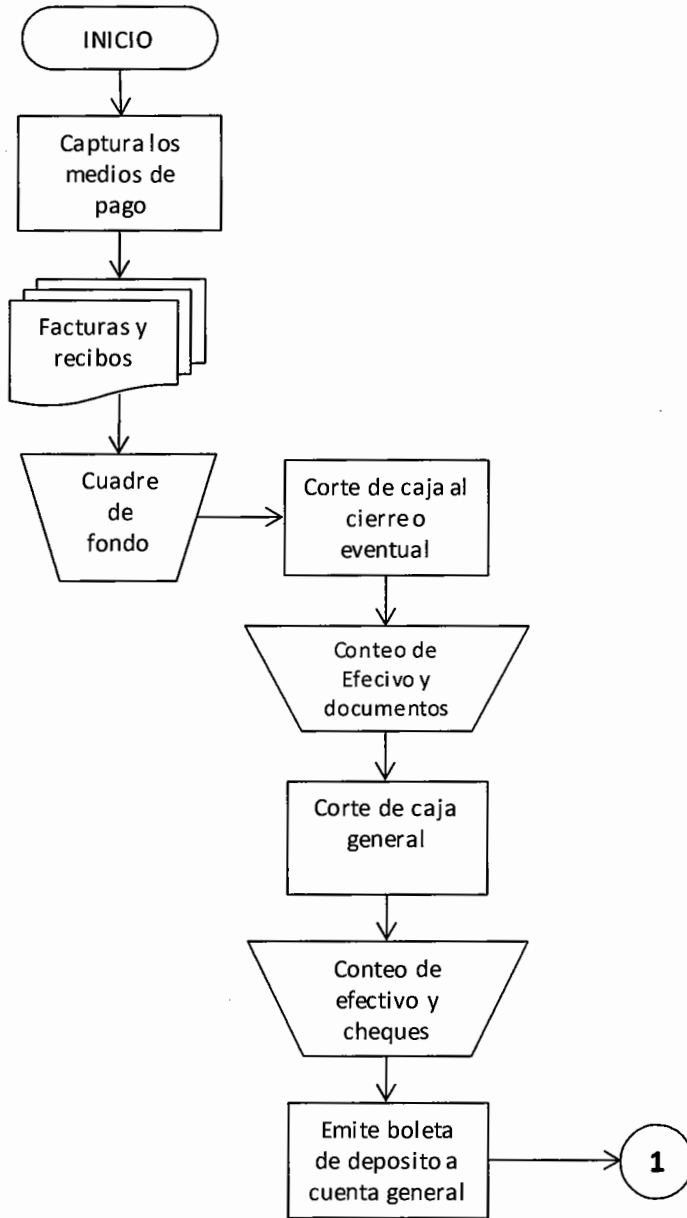 INICIO
Captura los
medios de
pago
Facturas y
recibos
Cuadre
de
fondo
Corte de caja al
cierre o
eventual
Conteo de
Efecivo y
documentos
Corte de caja
general
Conteo de
efectivo y
cheques
Emite boleta
de deposito a
cuenta general
1